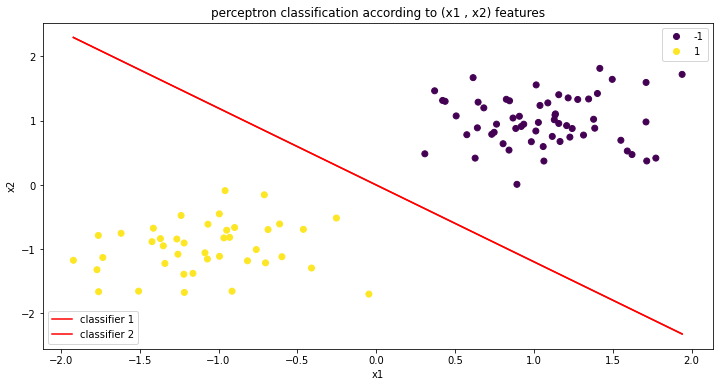 perceptron classification according to (x1 , x2) features
-1
1
2
1
0
−1
−2
x2
classifier 1
classifier 2
−2.0 −1.5 −1.0 −0.5 0.0 0.5 1.0 1.5 2.0
x1